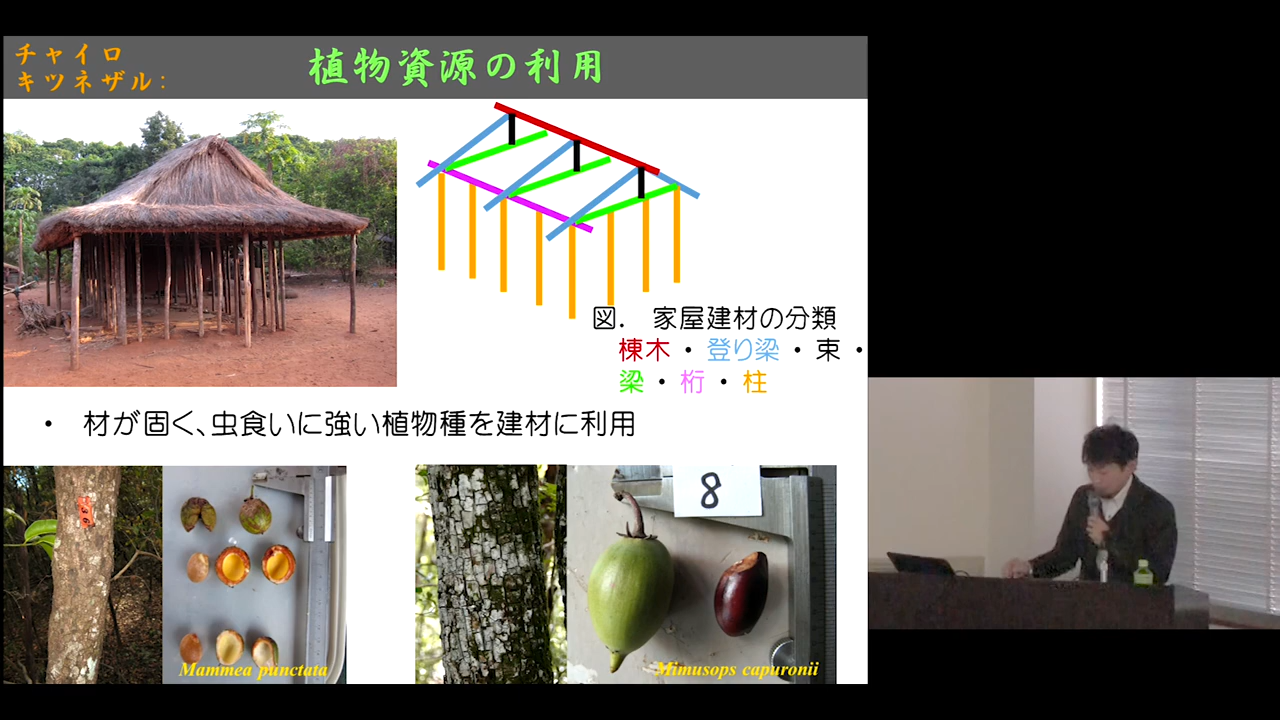 チャイロ
キツネザル:
植物資源の利用
図. 家屋建材の分類
棟木・登り梁・束・
梁・桁・柱
• 材が固く、虫食いに強い植物種を建材に利用
36
8
Mammea punctata
Mimusops capuronii